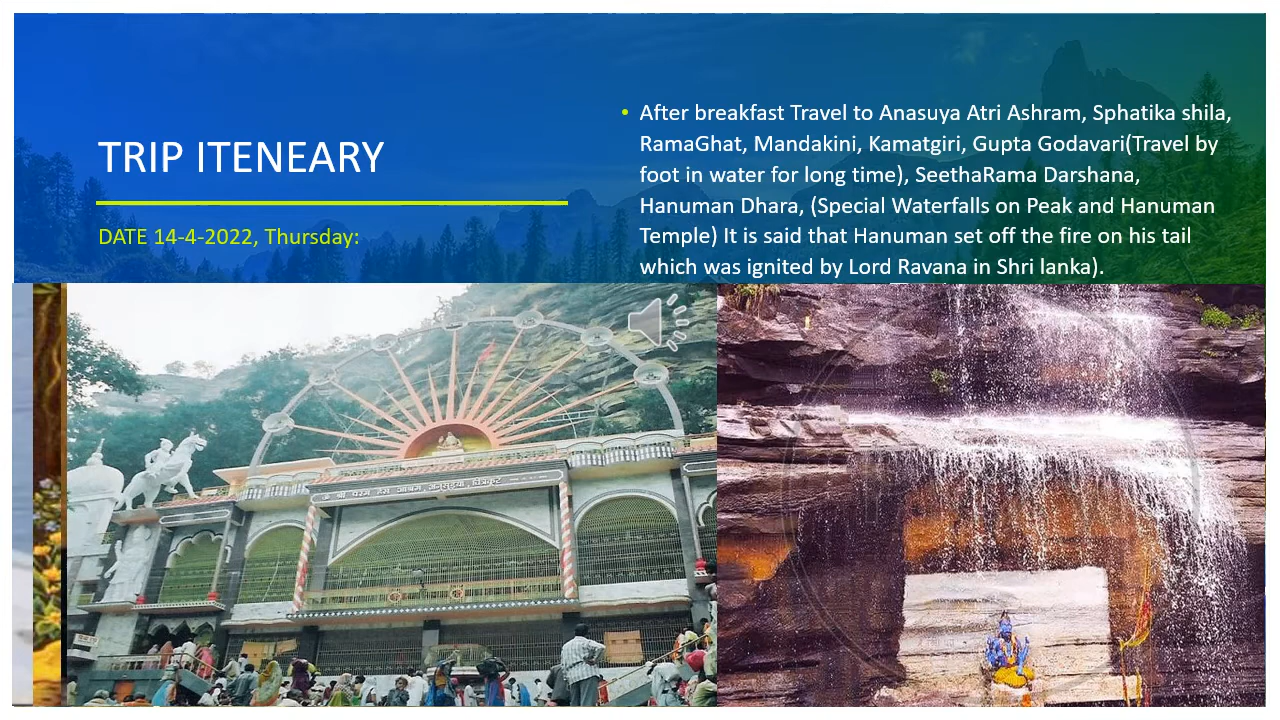 TRIP ITENEARY
DATE 14-4-2022, Thursday:
• After breakfast Travel to Anasuya Atri Ashram, Sphatika shila,
RamaGhat, Mandakini, Kamatgiri, Gupta Godavari(Travel by
foot in water for long time), SeethaRama Darshana,
Hanuman Dhara, (Special Waterfalls on Peak and Hanuman
Temple) It is said that Hanuman set off the fire on his tail
which was ignited by Lord Ravana in Shri lanka).